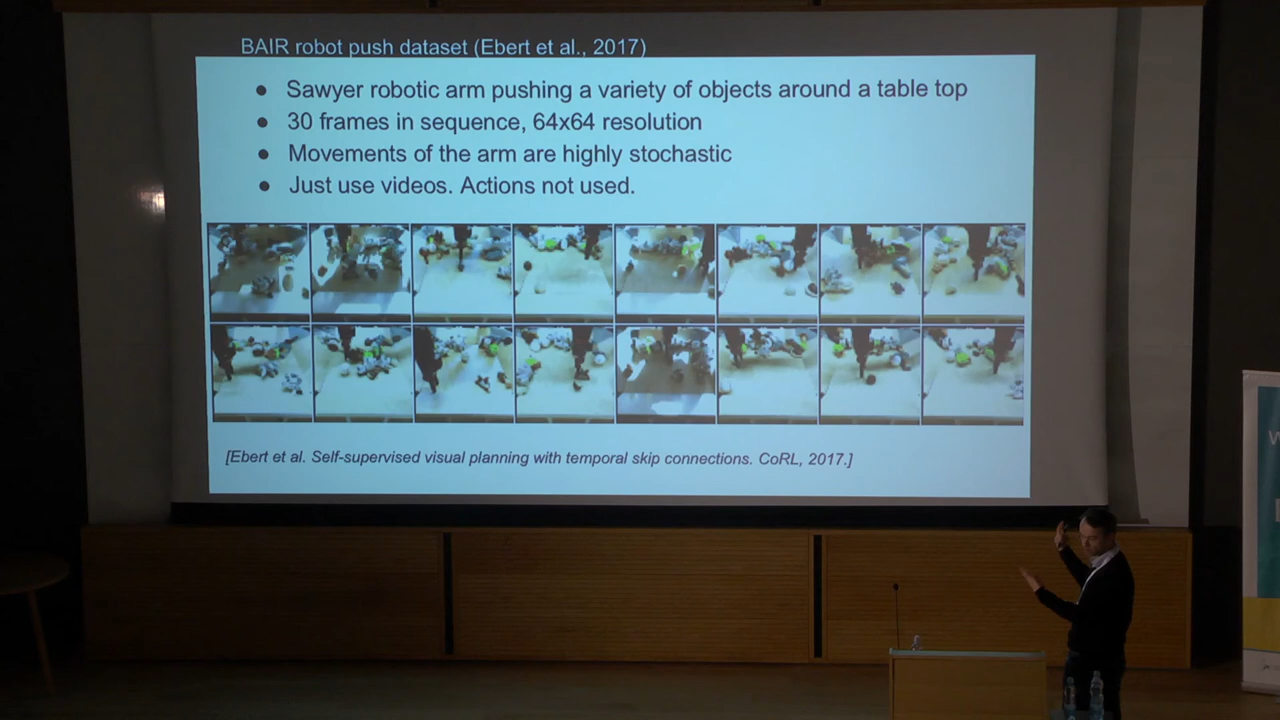 BAIR robot push dataset (Ebert et al., 2017)
● Sawyer robotic arm pushing a variety of objects around a table top
● 30 frames in sequence, 64x64 resolution
● Movements of the arm are highly stochastic
● Just use videos. Actions not used.
[Ebert et al. Self-supervised visual planning with temporal skip connections. CoRL, 2017.]